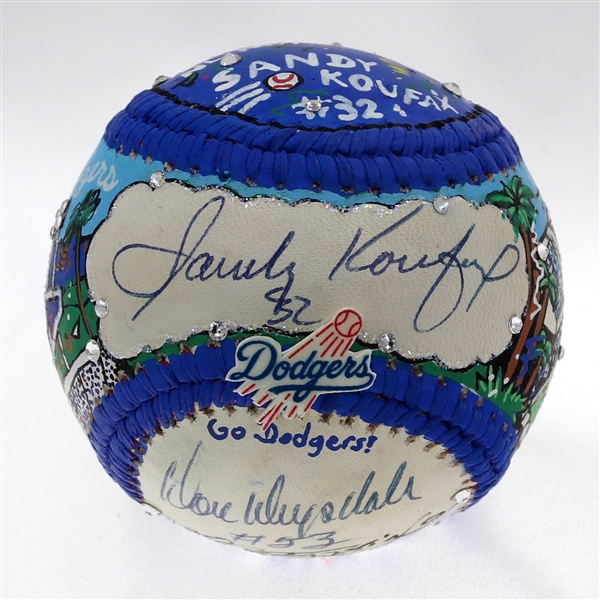 SANDY
KOUFAX
#32
Sandy Koufax
32
Dodgers
Go Dodgers!
Don Drysdale
#53